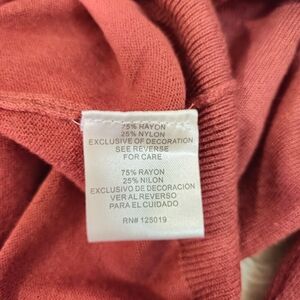 75% RAYON
25% NYLON
EXCLUSIVE OF DECORATION
SEE REVERSE
FOR CARE
75% RAYON
25% NILON
EXCLUSIVO DE DECORACION
VER AL REVERSO
PARA EL CUIDADO
RN# 125019